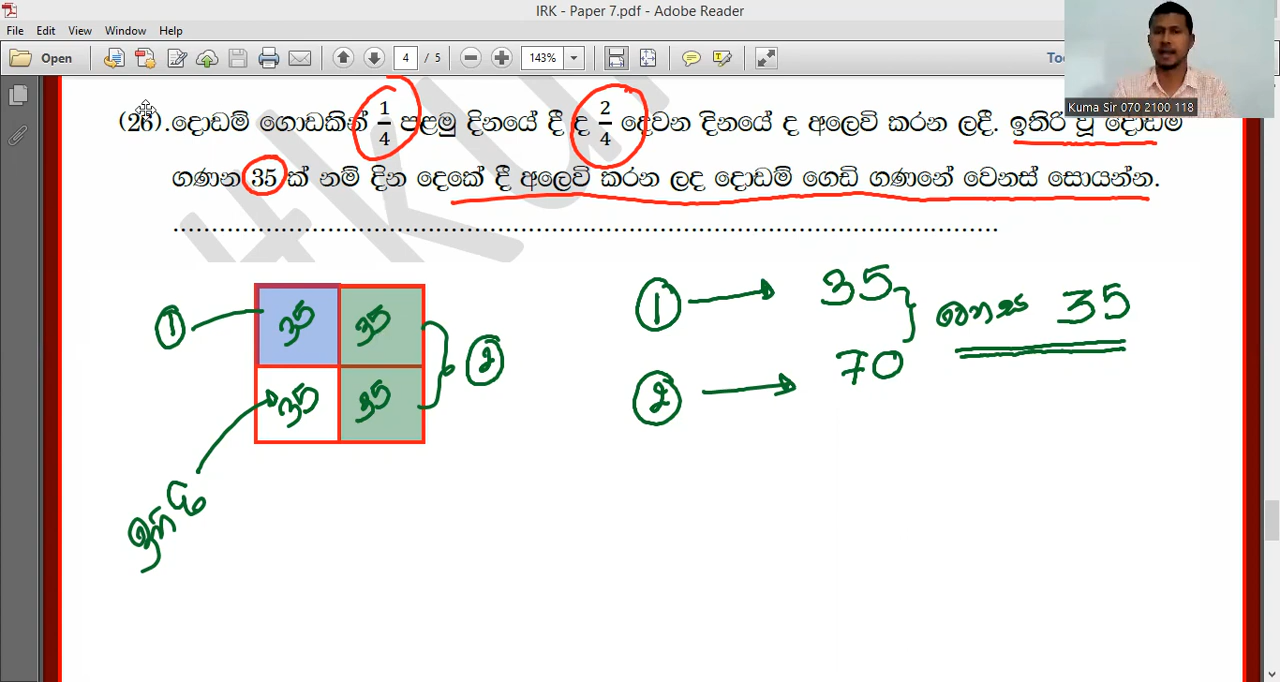 IRK - Paper 7.pdf - Adobe Reader
File Edit View Window Help
Open 4 / 5 143% Too
Kuma Sir 070 2100 118
(26). දොඩම් ගොඩකින් 1/4 පළමු දිනයේ දී ද 2/4 දෙවන දිනයේ ද අලෙවි කරන ලදී. ඉතිරි වූ දොඩම්
ගණන 35 ක් නම් දින දෙකේ දී අලෙවි කරන ලද දොඩම් ගෙඩි ගණනේ වෙනස සොයන්න.
1 35 35 2
35 35
ඉතිරි
1 → 35
වෙනස 35
2 → 70